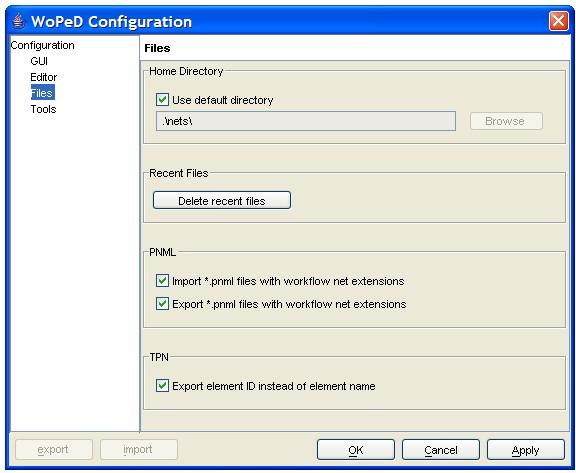 WoPeD Configuration
Configuration
GUI
Editor
Files
Tools
Files
Home Directory
Use default directory
.\nets\
Browse
Recent Files
Delete recent files
PNML
Import *.pnml files with workflow net extensions
Export *.pnml files with workflow net extensions
TPN
Export element ID instead of element name
export
import
OK
Cancel
Apply